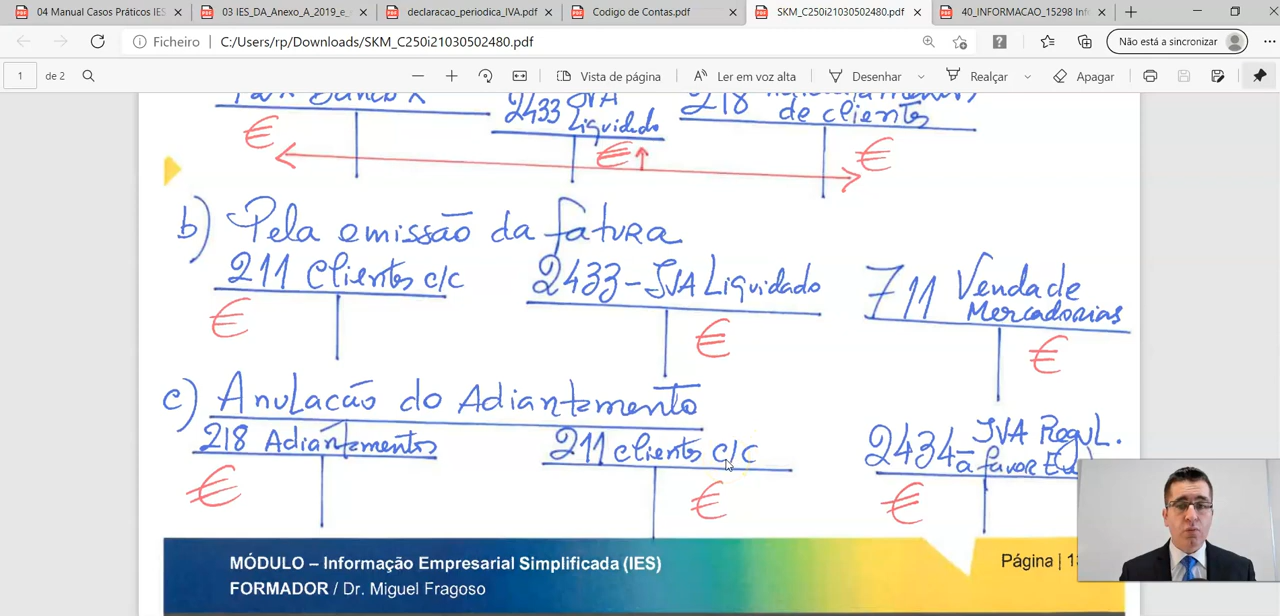 04 Manual Casos Práticos IES
03 IES_DA_Anexo_A_2019_e_
declaracao_periodica_IVA.pdf
Codigo de Contas.pdf
SKM_C250i21030502480.pdf
40_INFORMACAO_15298
Ficheiro
C:/Users/rp/Downloads/SKM_C250i21030502480.pdf
Não está a sincronizar
1 de 2
Vista de página
Ler em voz alta
Desenhar
Realçar
Apagar
2433 IVA Liquidado
218
de clientes
€ € €
b) Pela emissão da fatura
211 Clientes c/c
2433 - IVA Liquidado
711 Venda de Mercadorias
€ € €
c) Anulacão do Adiantamento
218 Adiantamentos
211 clientes c/c
2434 IVA Regul.
à favor
€ € €
MÓDULO – Informação Empresarial Simplificada (IES)
FORMADOR / Dr. Miguel Fragoso
Página |